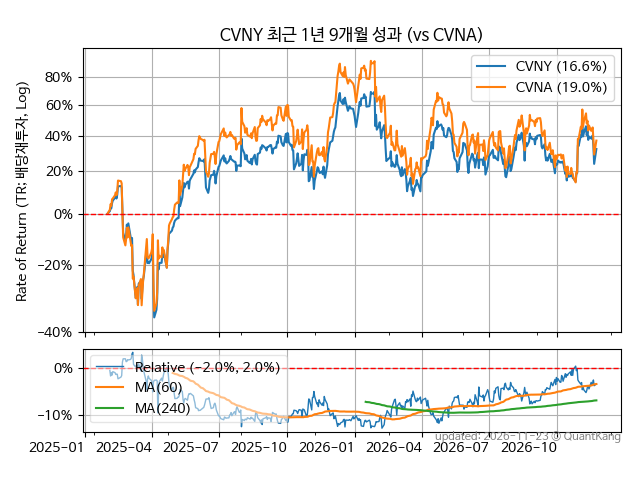 CVNY 최근 1년 9개월 성과 (vs CVNA)
Rate of Return (TR: 배당재투자, Log)
80%
60%
40%
20%
0%
−20%
−40%
CVNY (16.6%)
CVNA (19.0%)
0%
−10%
Relative (−2.0%, 2.0%)
MA(60)
MA(240)
2025−01
2025−04
2025−07
2025−10
2026−01
2026−04
2026−07
2026−10
updated: 2026−11−23 © QuantKang